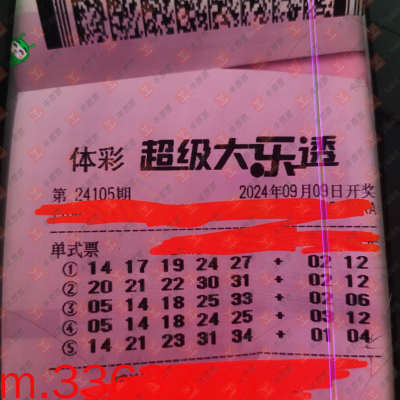 体彩 超级大乐透
第 24105期 2024年09月09日开奖
单式票
① 14 17 19 24 27 + 02 12
② 20 21 22 30 31 + 02 12
③ 05 14 18 25 33 + 02 06
④ 05 14 18 24 25 + 03 12
⑤ 14 21 23 31 34 + 01 04
m.336